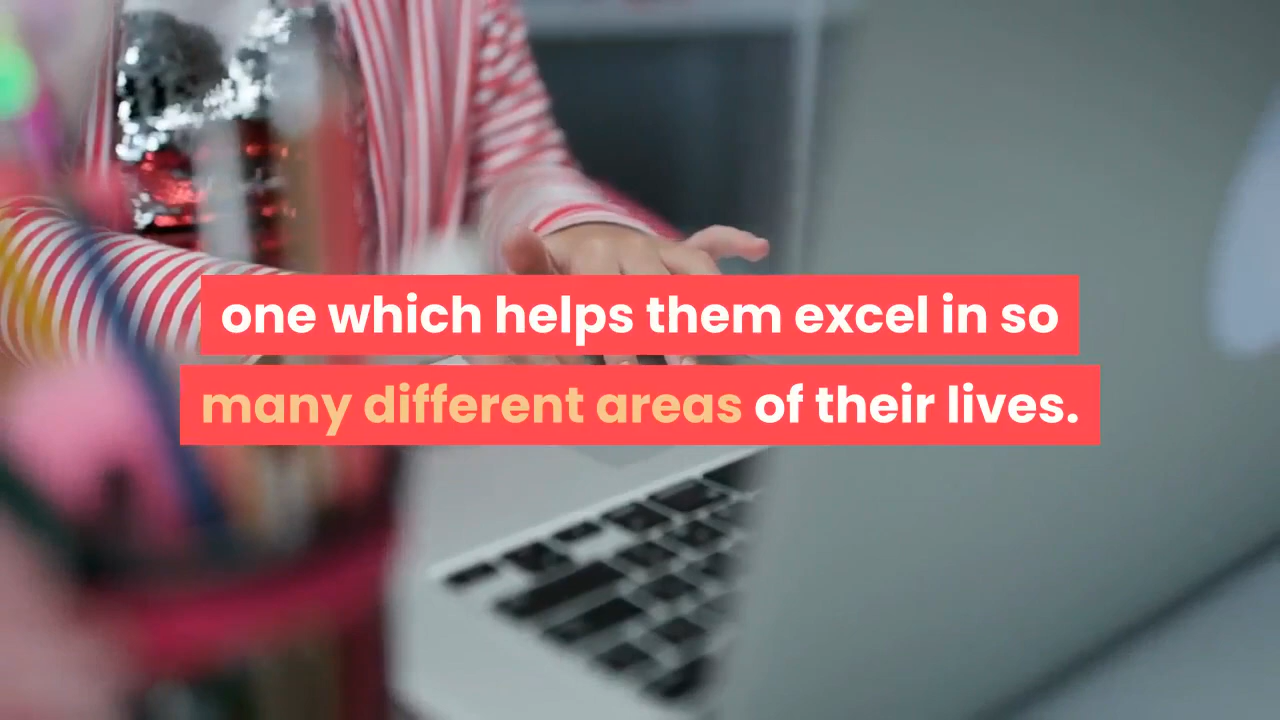 one which helps them excel in so
many different areas of their lives.